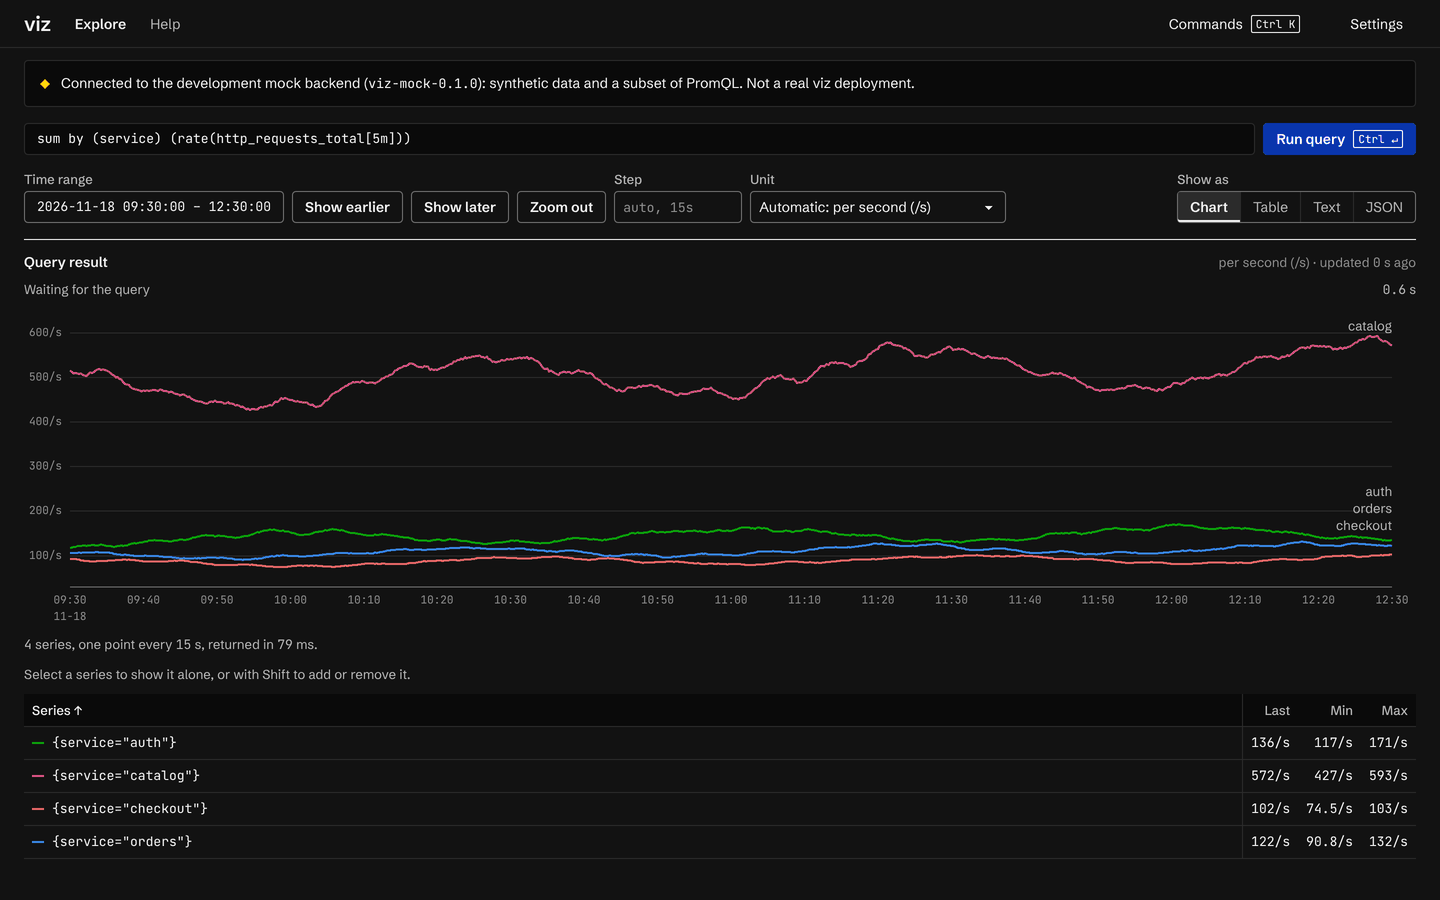 viz Explore Help Commands Ctrl K Settings
Connected to the development mock backend (viz-mock-0.1.0): synthetic data and a subset of PromQL. Not a real viz deployment.
sum by (service) (rate(http_requests_total[5m])) Run query Ctrl ↵
Time range Step Unit Show as
2026-11-18 09:30:00 – 12:30:00 Show earlier Show later Zoom out auto, 15s Automatic: per second (/s) Chart Table Text JSON
Query result per second (/s) · updated 0 s ago
Waiting for the query 0.6 s
catalog
600/s
500/s
400/s
300/s
auth
200/s orders
checkout
100/s
09:30 09:40 09:50 10:00 10:10 10:20 10:30 10:40 10:50 11:00 11:10 11:20 11:30 11:40 11:50 12:00 12:10 12:20 12:30
11-18
4 series, one point every 15 s, returned in 79 ms.
Select a series to show it alone, or with Shift to add or remove it.
Series ↑ Last Min Max
{service="auth"} 136/s 117/s 171/s
{service="catalog"} 572/s 427/s 593/s
{service="checkout"} 102/s 74.5/s 103/s
{service="orders"} 122/s 90.8/s 132/s